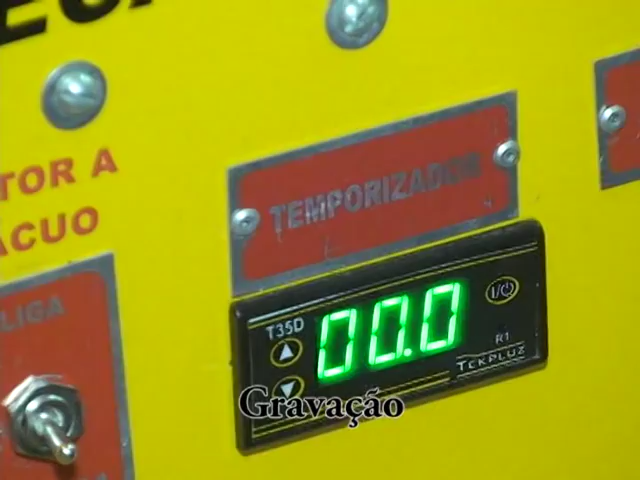 TOR A
ACUO
LIGA
TEMPORIZADOR
T35D
00.0
I/
R1
TEKPLUZ
Gravação